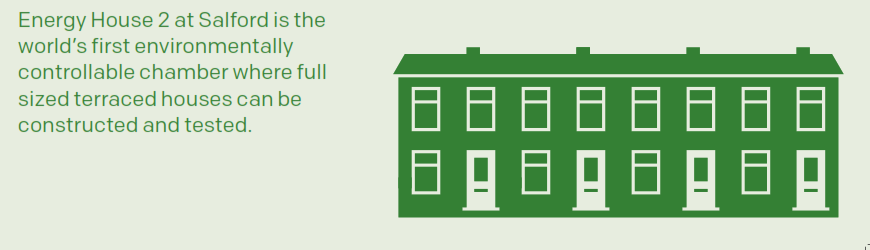 Energy House 2 at Salford is the
world’s first environmentally
controllable chamber where full
sized terraced houses can be
constructed and tested.